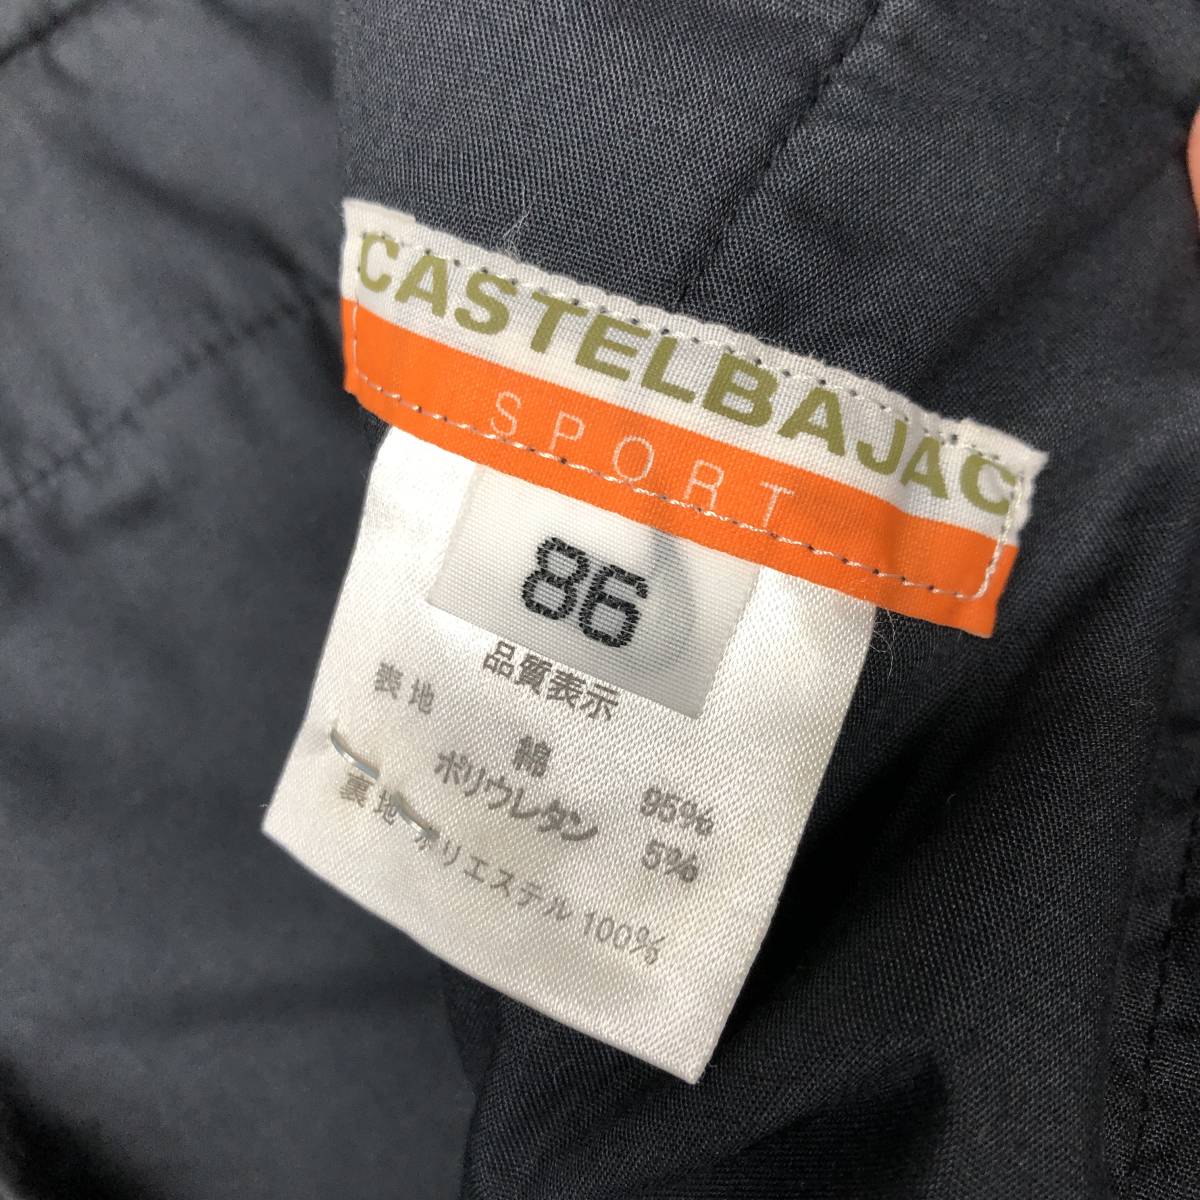 CASTELBAJAC
SPORT
86
品質表示
表地 綿 95%
ポリウレタン 5%
裏地 ポリエステル 100%